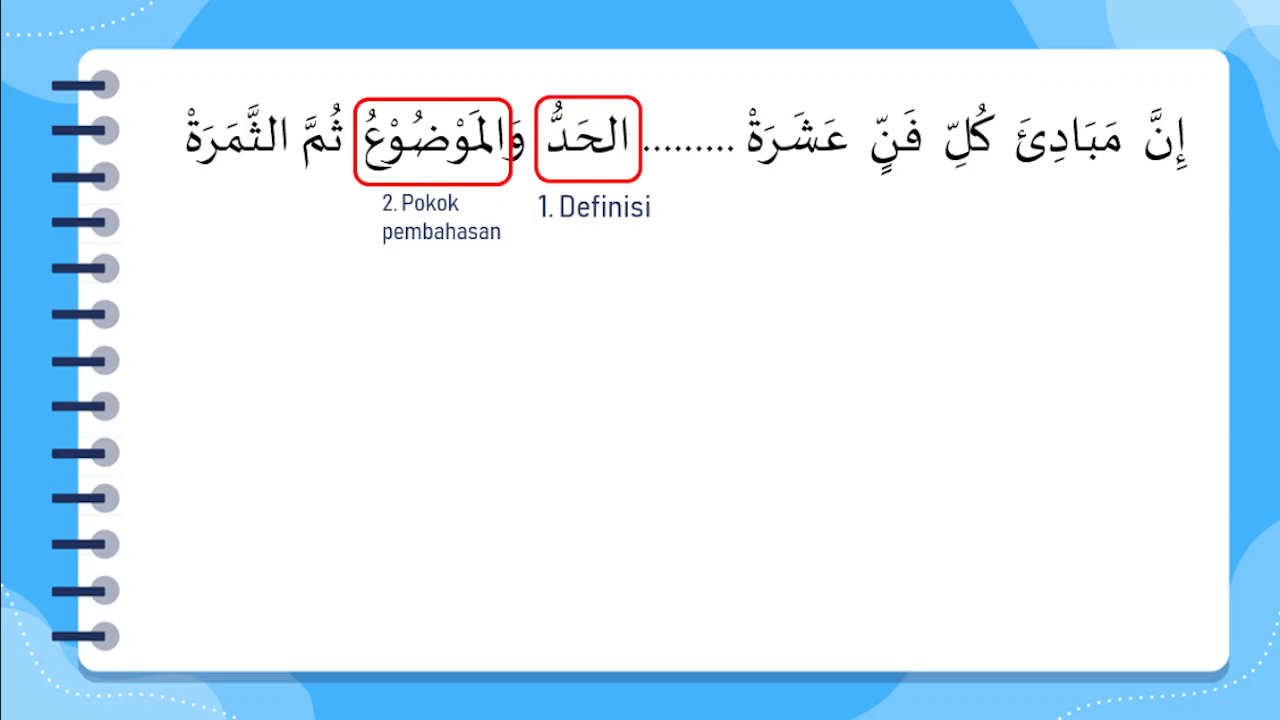 إِنَّ مَبَادِئَ كُلِّ فَنٍّ عَشَرَةْ ......... الحَدُّ وَالمَوْضُوْعُ ثُمَّ الثَّمَرَةْ
1. Definisi
2. Pokok
pembahasan